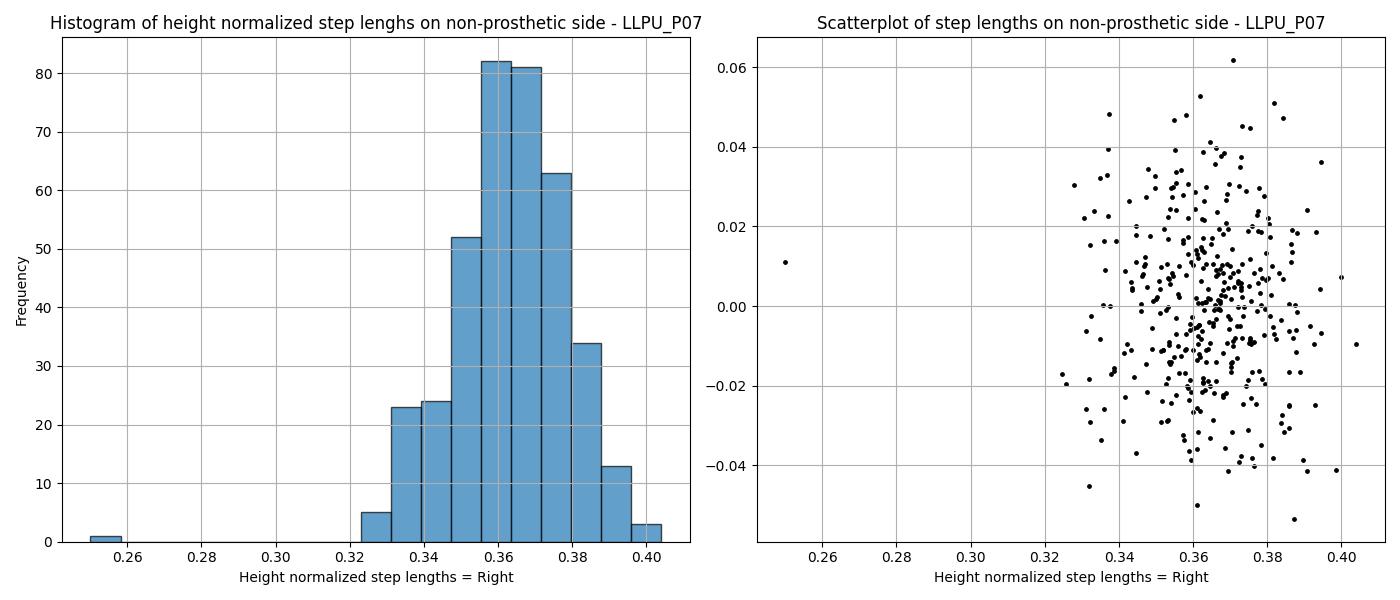 Histogram of height normalized step lenghs on non-prosthetic side - LLPU_P07
Frequency
80
70
60
50
40
30
20
10
0
0.26 0.28 0.30 0.32 0.34 0.36 0.38 0.40
Height normalized step lengths = Right
Scatterplot of step lengths on non-prosthetic side - LLPU_P07
0.06
0.04
0.02
0.00
−0.02
−0.04
0.26 0.28 0.30 0.32 0.34 0.36 0.38 0.40
Height normalized step lengths = Right